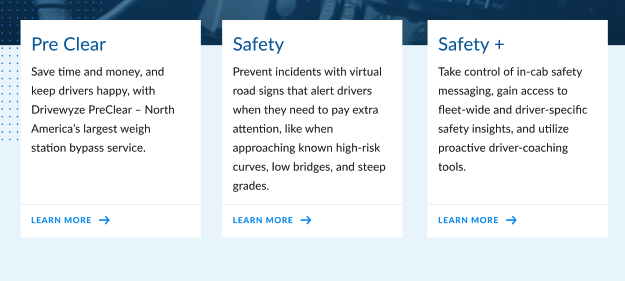 Pre Clear
Save time and money, and
keep drivers happy, with
Drivewyze PreClear – North
America's largest weigh
station bypass service.
LEARN MORE →
Safety
Prevent incidents with virtual
road signs that alert drivers
when they need to pay extra
attention, like when
approaching known high-risk
curves, low bridges, and steep
grades.
LEARN MORE →
Safety +
Take control of in-cab safety
messaging, gain access to
fleet-wide and driver-specific
safety insights, and utilize
proactive driver-coaching
tools.
LEARN MORE →